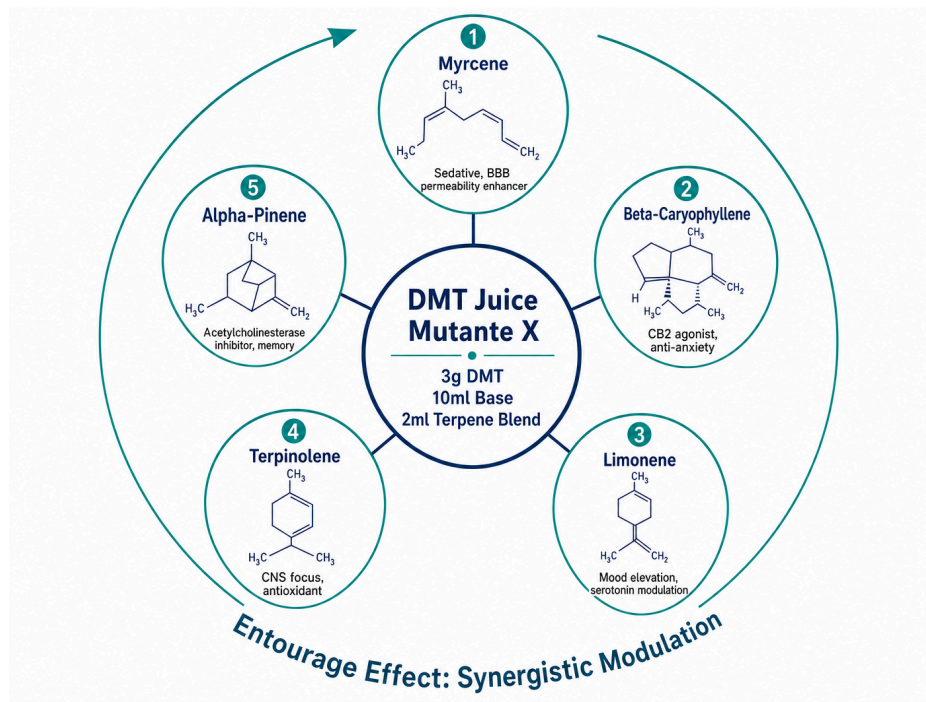 1
Myrcene
CH3
H3C
CH2
Sedative, BBB
permeability enhancer
2
Beta-Caryophyllene
CH3
CH2
H
H3C
CH3
CB2 agonist,
anti-anxiety
3
Limonene
CH3
H3C
CH2
Mood elevation,
serotonin modulation
4
Terpinolene
CH3
H3C
CH3
CNS focus,
antioxidant
5
Alpha-Pinene
CH3
H3C
CH2
Acetylcholinesterase
inhibitor, memory
DMT Juice
Mutante X
3g DMT
10ml Base
2ml Terpene Blend
Entourage Effect: Synergistic Modulation